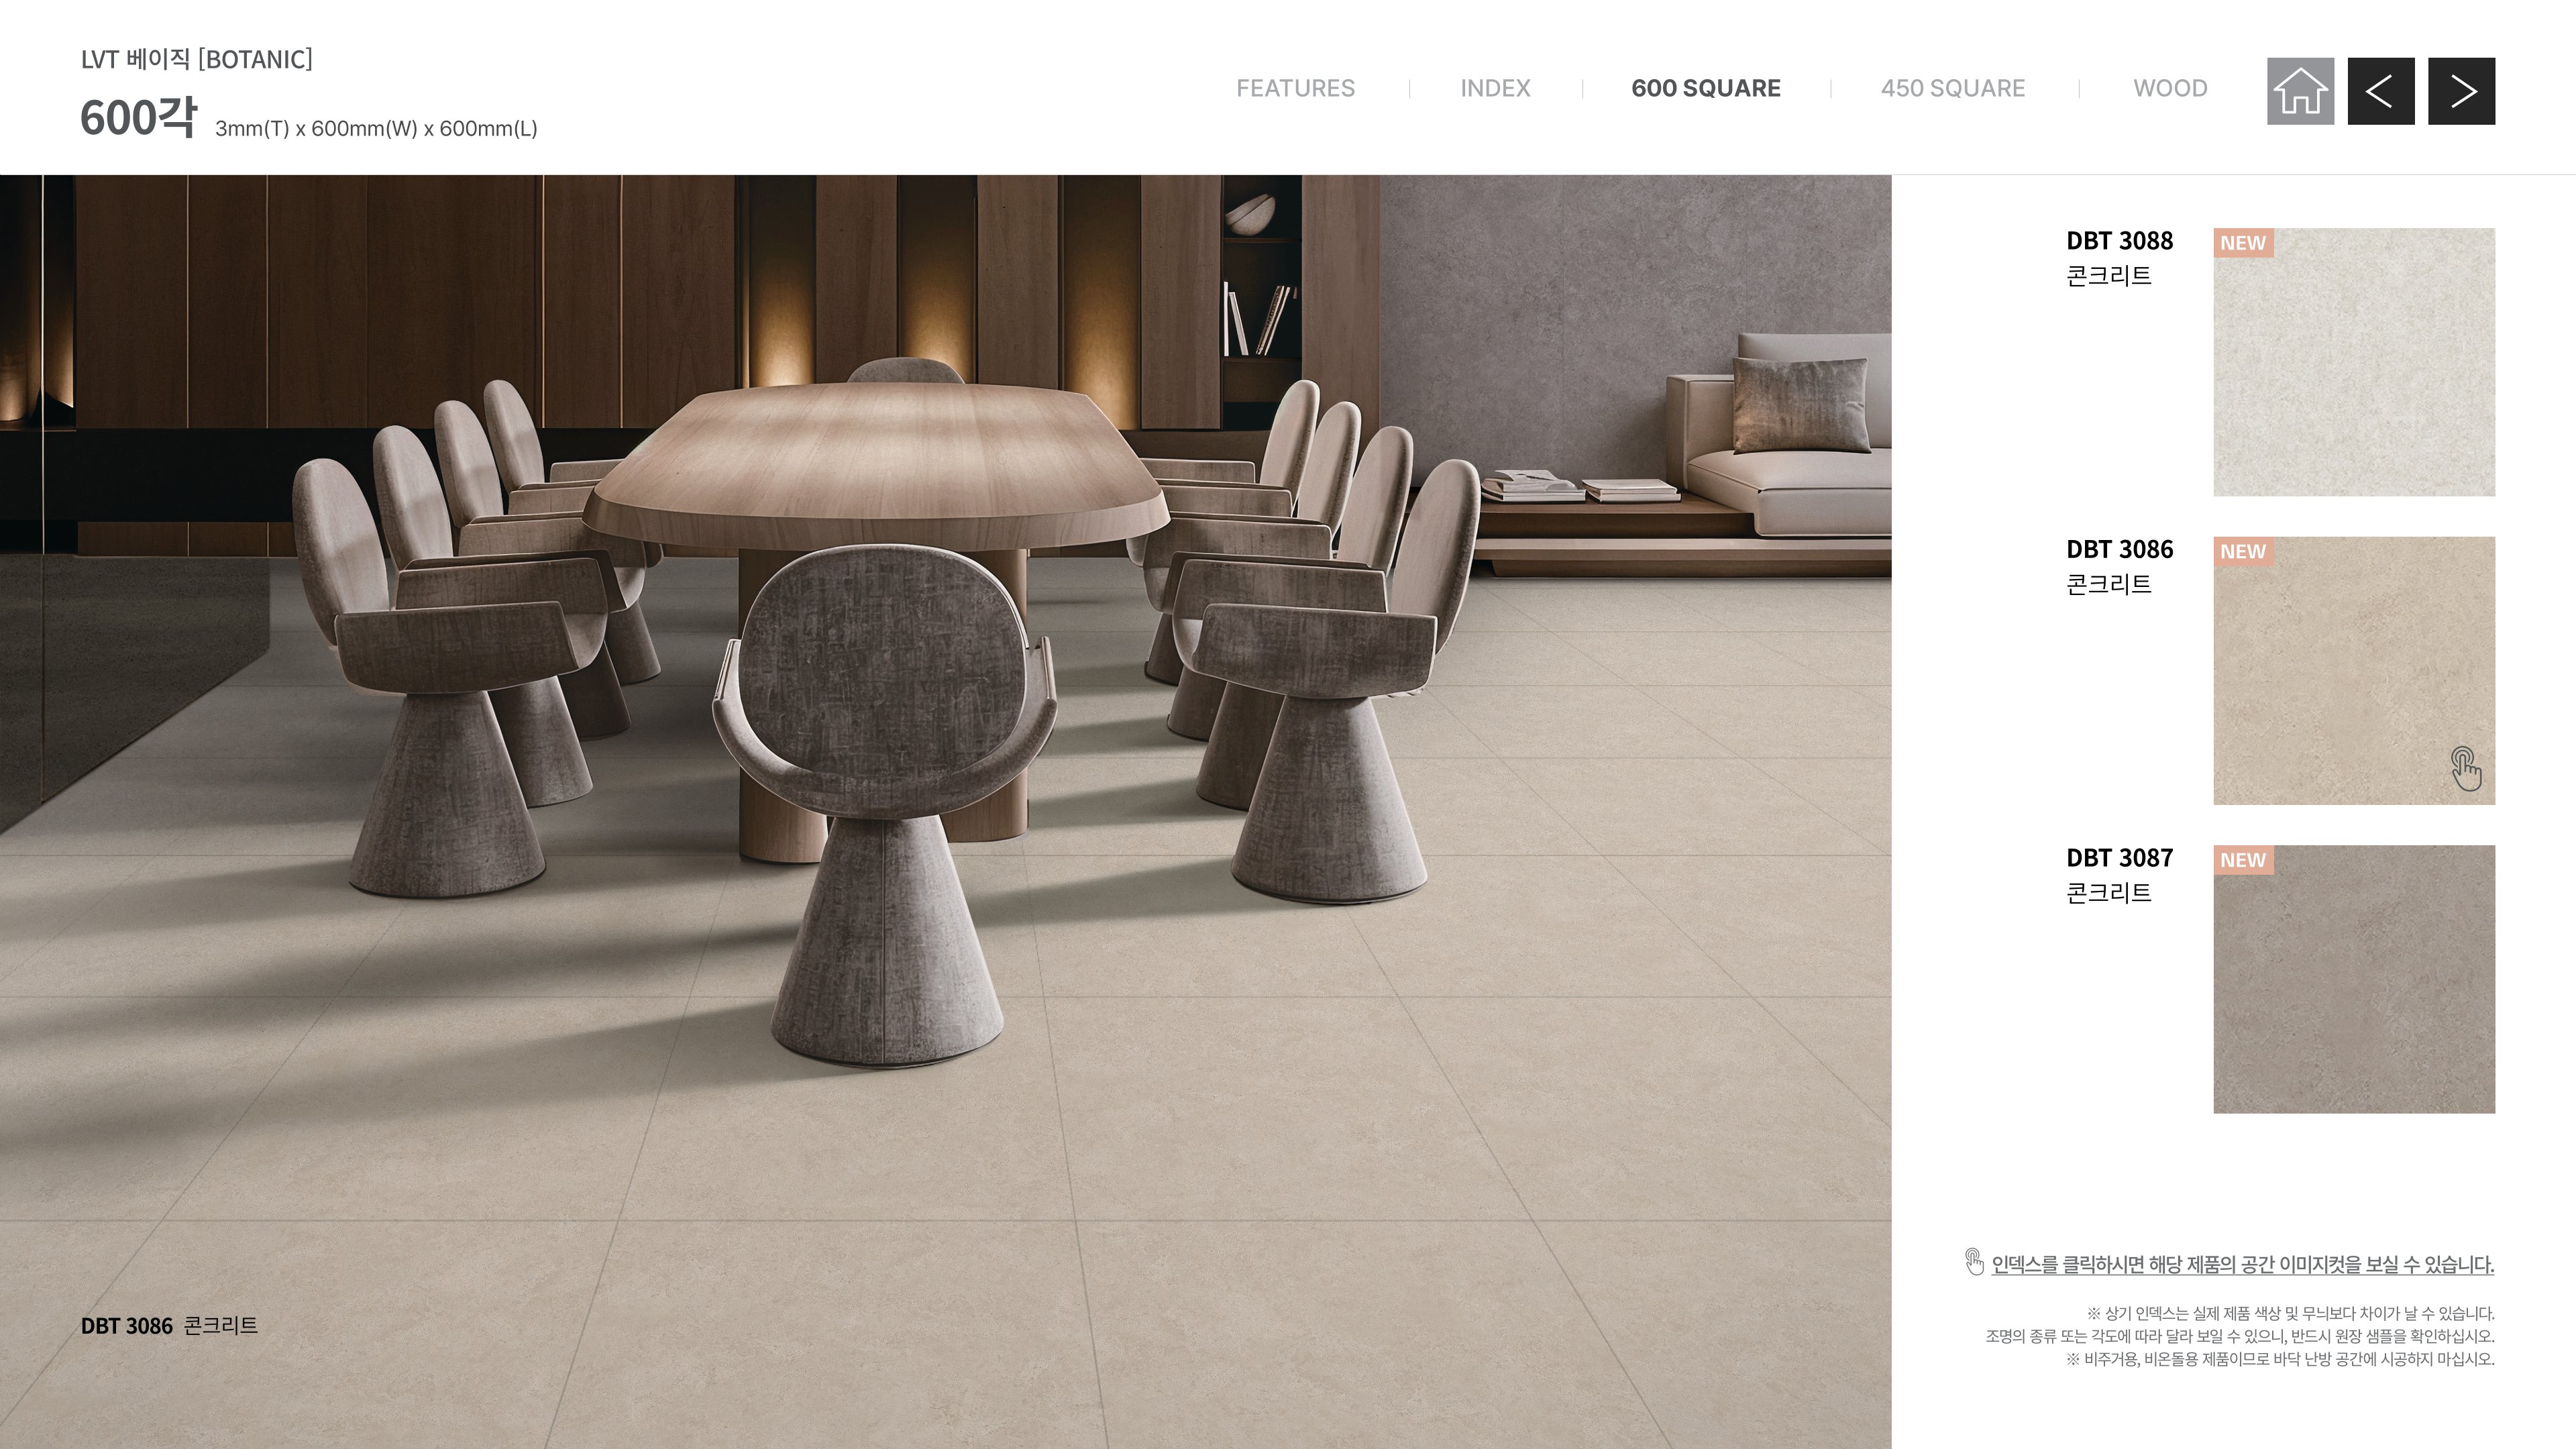 LVT 베이직 [BOTANIC]
600각 3mm(T) x 600mm(W) x 600mm(L)
FEATURES
INDEX
600 SQUARE
450 SQUARE
WOOD
DBT 3088
콘크리트
NEW
DBT 3086
콘크리트
NEW
DBT 3087
콘크리트
NEW
DBT 3086 콘크리트
인덱스를 클릭하시면 해당 제품의 공간 이미지컷을 보실 수 있습니다.
※ 상기 인덱스는 실제 제품 색상 및 무늬보다 차이가 날 수 있습니다.
조명의 종류 또는 각도에 따라 달라 보일 수 있으니, 반드시 원장 샘플을 확인하십시오.
※ 비주거용, 비온돌용 제품이므로 바닥 난방 공간에 시공하지 마십시오.